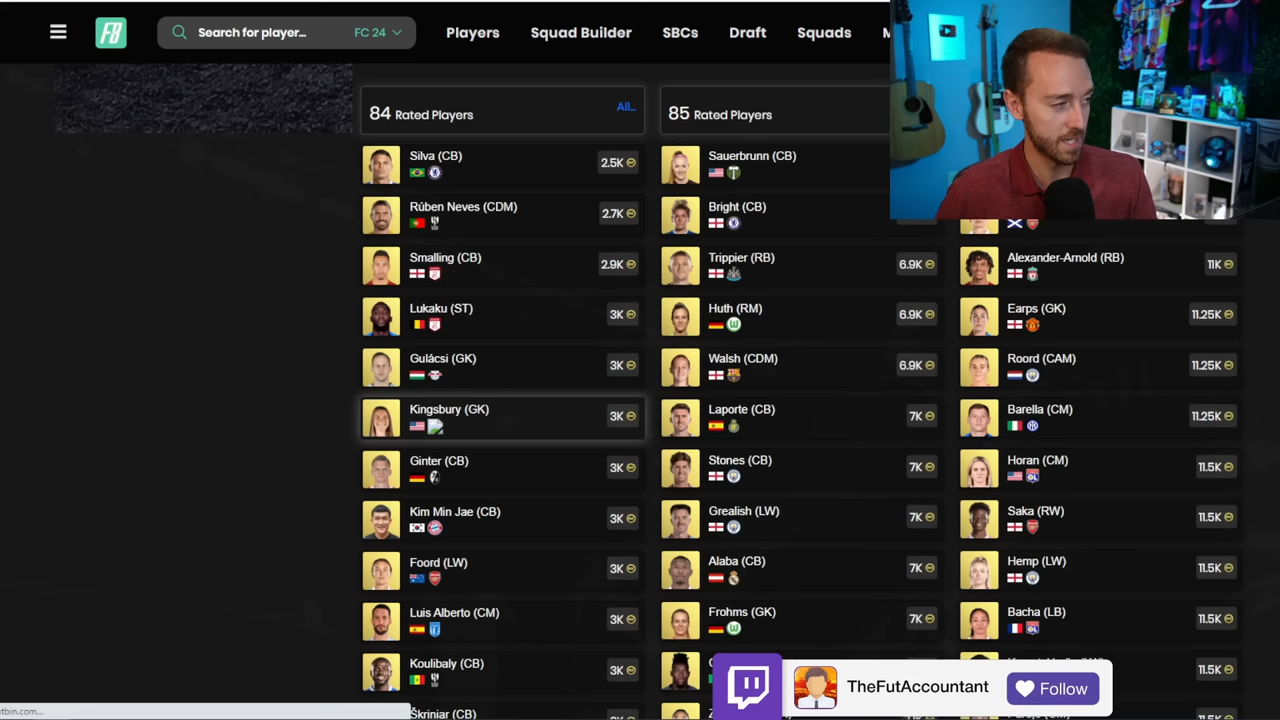 FB
Search for player...
FC 24
Players
Squad Builder
SBCs
Draft
Squads
84 Rated Players
All...
Silva (CB)
2.5K
Rúben Neves (CDM)
2.7K
Smalling (CB)
2.9K
Lukaku (ST)
3K
Gulácsi (GK)
3K
Kingsbury (GK)
3K
Ginter (CB)
3K
Kim Min Jae (CB)
3K
Foord (LW)
3K
Luis Alberto (CM)
3K
Koulibaly (CB)
3K
Škriniar (CB)
85 Rated Players
Sauerbrunn (CB)
Bright (CB)
Trippier (RB)
6.9K
Huth (RM)
6.9K
Walsh (CDM)
6.9K
Laporte (CB)
7K
Stones (CB)
7K
Grealish (LW)
7K
Alaba (CB)
7K
Frohms (GK)
7K
Alexander-Arnold (RB)
11K
Earps (GK)
11.25K
Roord (CAM)
11.25K
Barella (CM)
11.25K
Horan (CM)
11.5K
Saka (RW)
11.5K
Hemp (LW)
11.5K
Bacha (LB)
11.5K
11.5K
TheFutAccountant
Follow